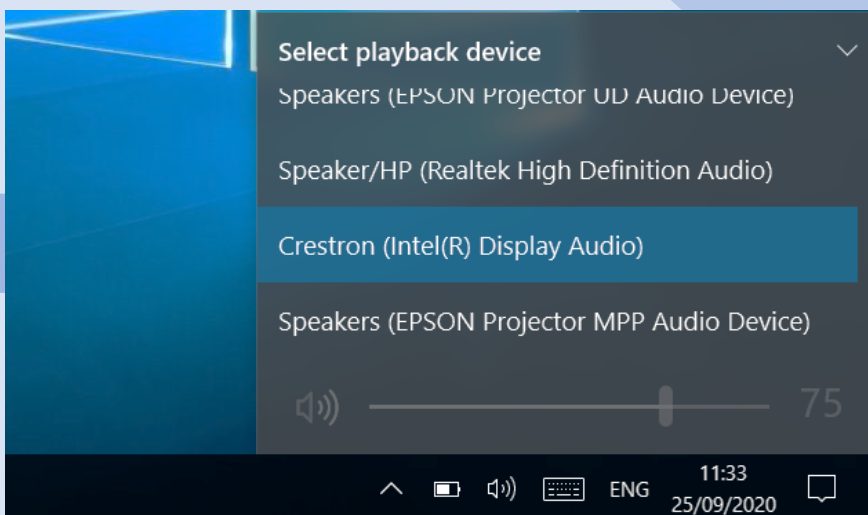 Select playback device
Speakers (EPSON Projector UD Audio Device)
Speaker/HP (Realtek High Definition Audio)
Crestron (Intel(R) Display Audio)
Speakers (EPSON Projector MPP Audio Device)
75
ENG
11:33
25/09/2020